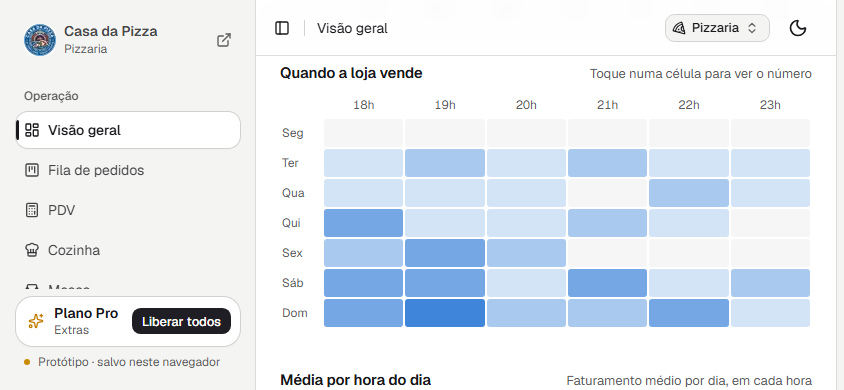 Casa da Pizza
Pizzaria
Operação
Visão geral
Fila de pedidos
PDV
Cozinha
Mesas
Plano Pro
Extras
Liberar todos
Protótipo · salvo neste navegador
Visão geral
Pizzaria
Quando a loja vende
Toque numa célula para ver o número
18h 19h 20h 21h 22h 23h
Seg
Ter
Qua
Qui
Sex
Sáb
Dom
Média por hora do dia
Faturamento médio por dia, em cada hora